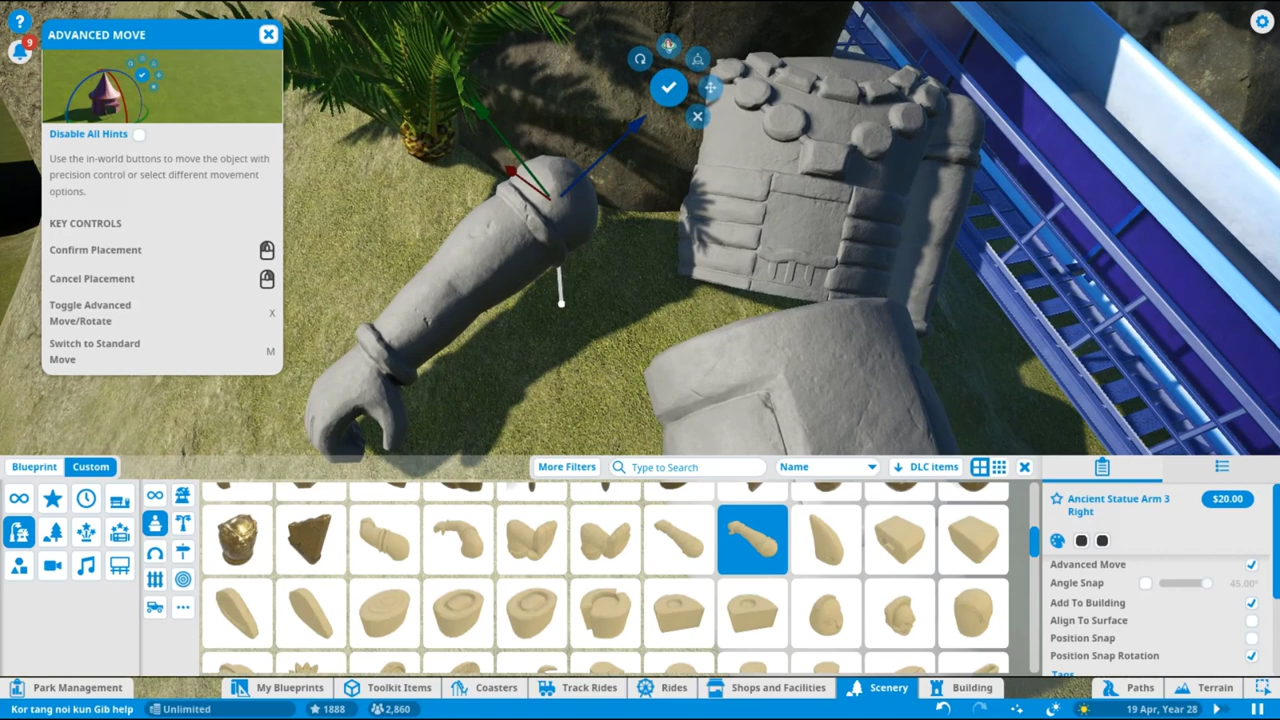 ?
9
ADVANCED MOVE
Disable All Hints
Use the in-world buttons to move the object with
precision control or select different movement
options.
KEY CONTROLS
Confirm Placement
Cancel Placement
Toggle Advanced
Move/Rotate
X
Switch to Standard
Move
M
Blueprint
Custom
More Filters
Type to Search
Name
DLC items
Ancient Statue Arm 3
Right
$20.00
Advanced Move
Angle Snap
45.00°
Add To Building
Align To Surface
Position Snap
Position Snap Rotation
Tags
Park Management
My Blueprints
Toolkit Items
Coasters
Track Rides
Rides
Shops and Facilities
Scenery
Building
Paths
Terrain
Kor tang noi kun Gib help
Unlimited
1888
2,860
19 Apr, Year 28